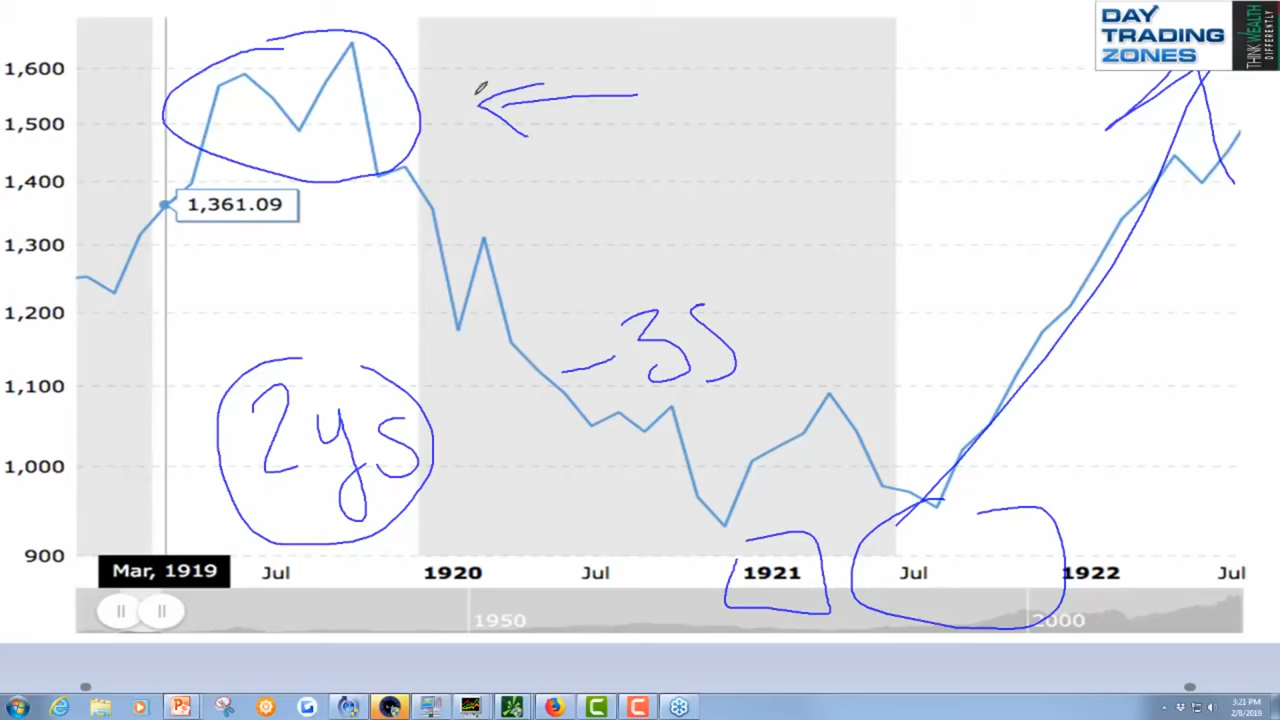 DAY
TRADING
ZONES
THINK WEALTH
DIFFERENTLY
1,600
1,500
1,400
1,361.09
1,300
1,200
-35
1,100
2ys
1,000
900
Mar, 1919 Jul 1920 Jul 1921 Jul 1922 Jul
1950 2000
3:21 PM
2/8/2019